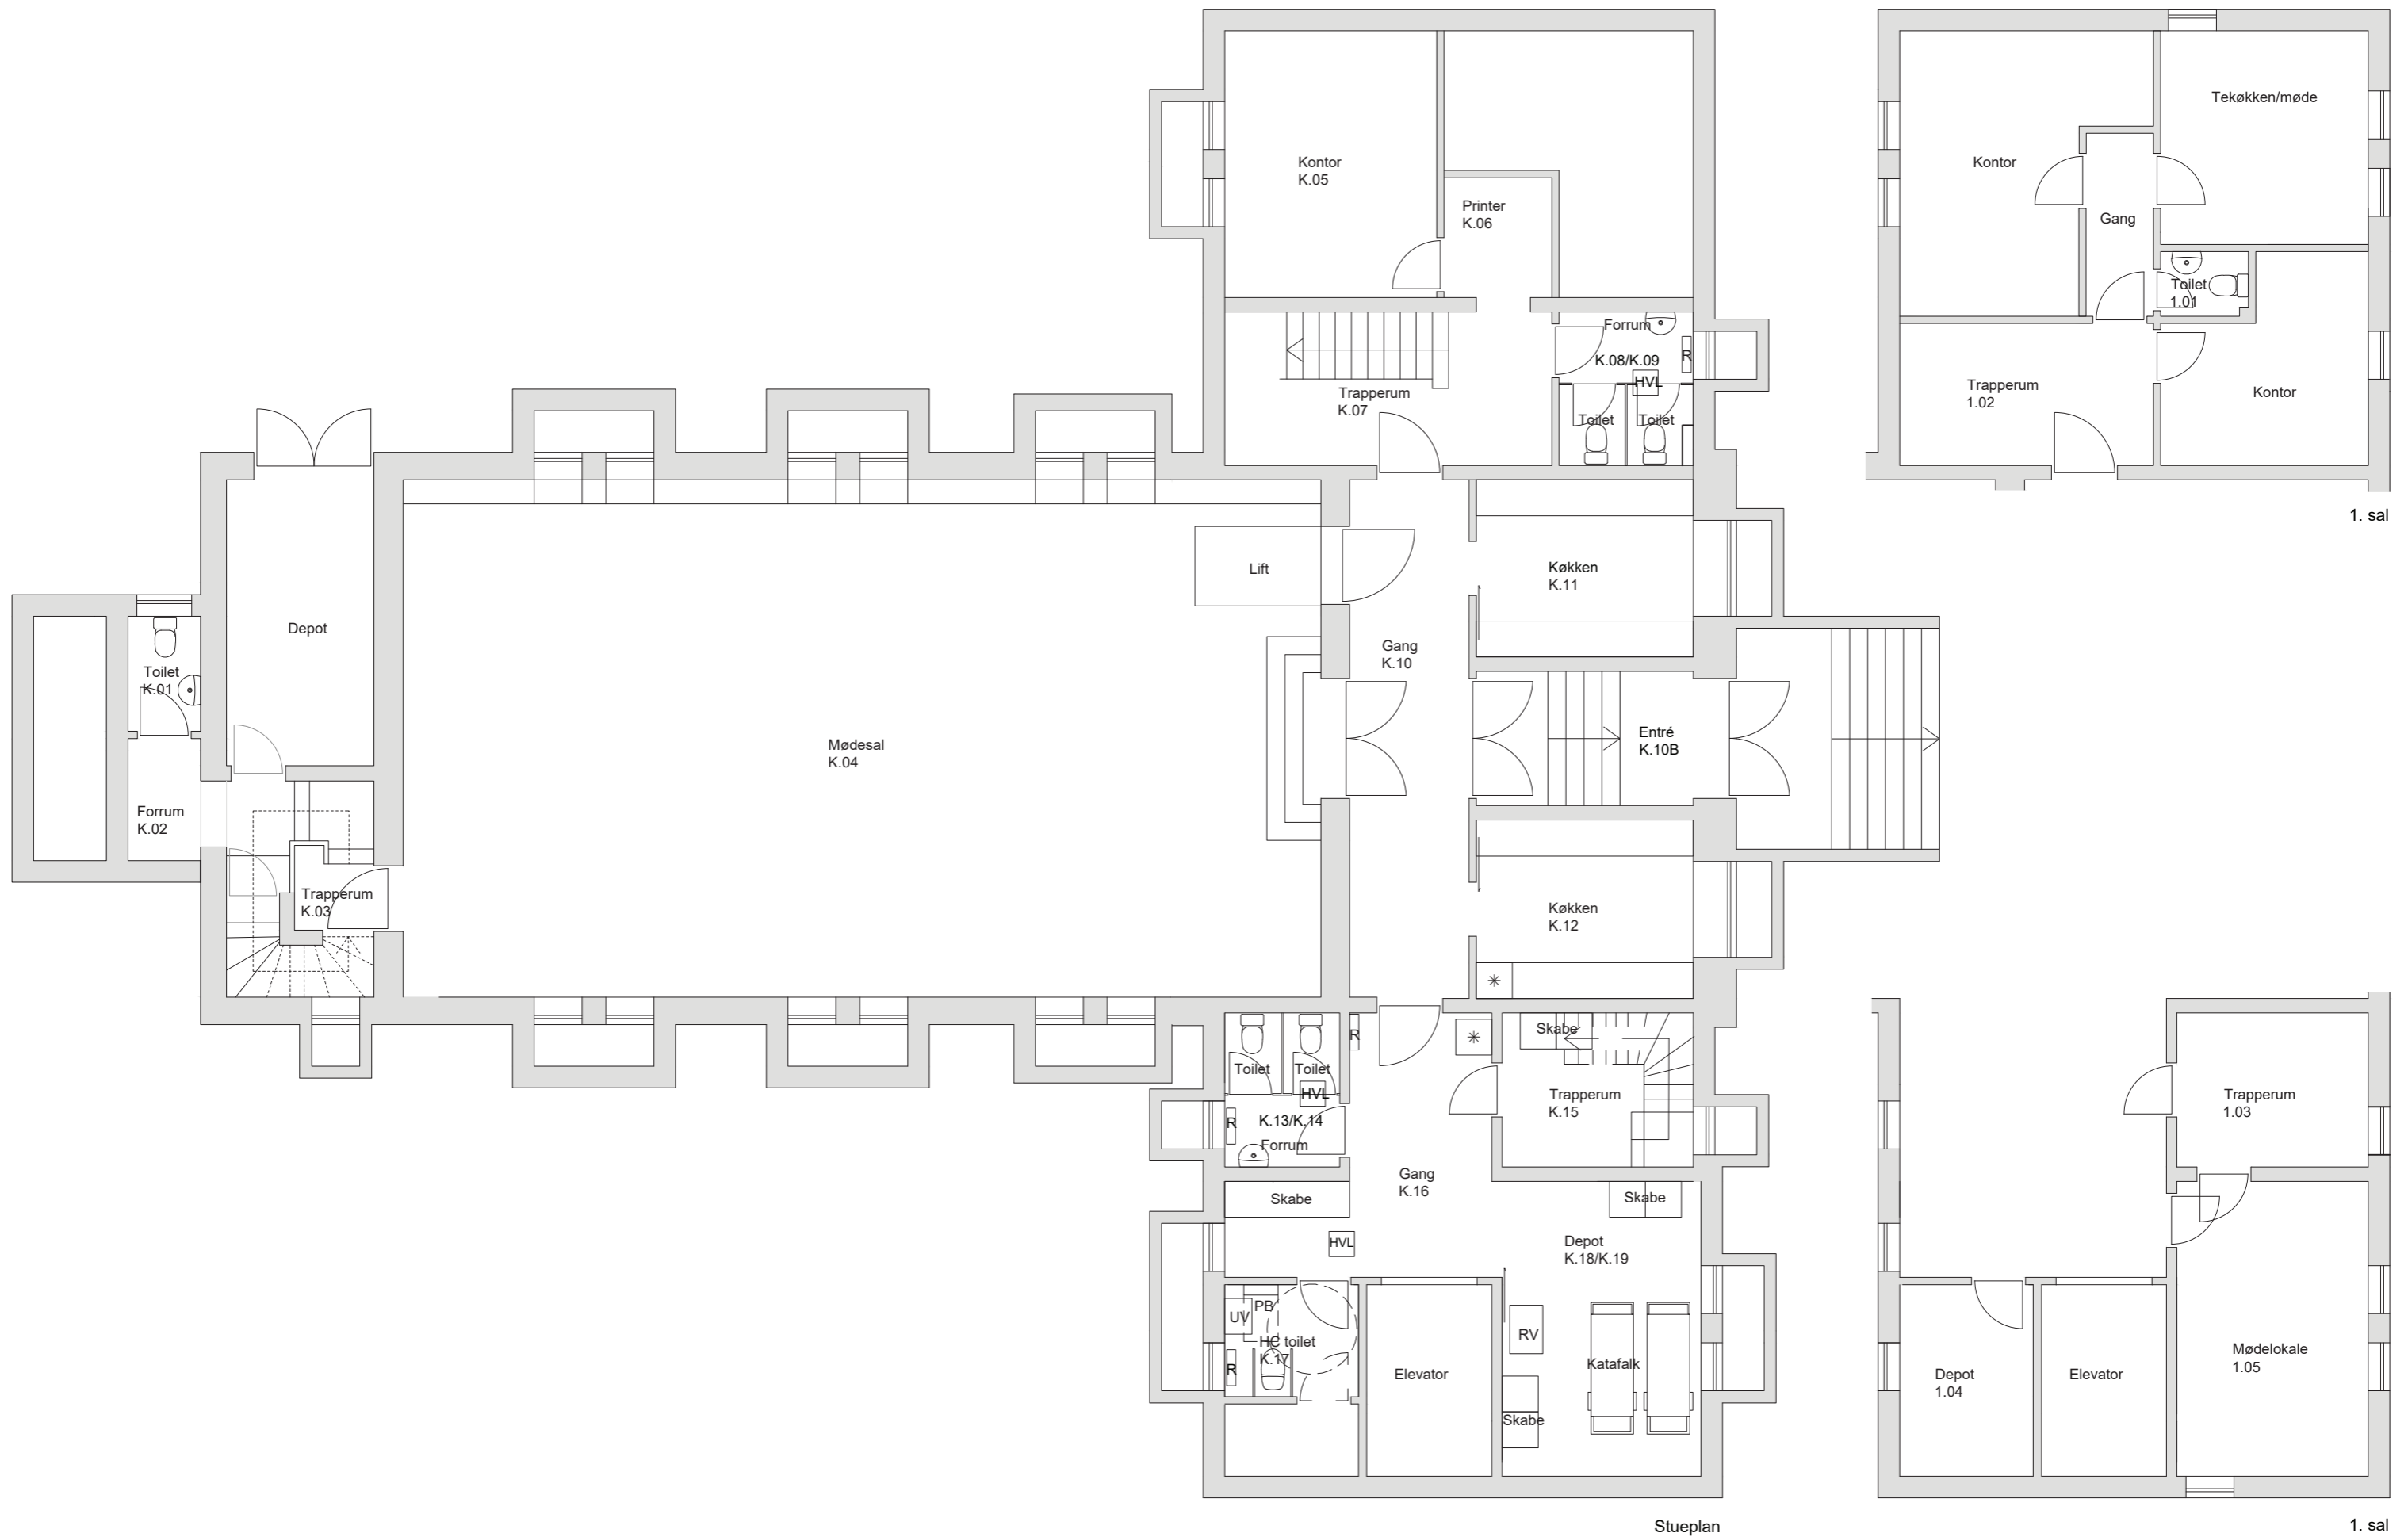 Kontor
K.05
Printer
K.06
Forrum
K.08/K.09
R
HVL
Toilet
Toilet
Trapperum
K.07
Kontor
Tekøkken/møde
Gang
Toilet
1.01
Trapperum
1.02
Kontor
1. sal
Lift
Køkken
K.11
Depot
Gang
K.10
Toilet
K.01
Mødesal
K.04
Entré
K.10B
Forrum
K.02
Trapperum
K.03
Køkken
K.12
Toilet
Toilet
HVL
R
R
K.13/K.14
Forrum
Skabe
Trapperum
K.15
Gang
K.16
Skabe
Skabe
HVL
Depot
K.18/K.19
PB
UV
HC toilet
K.17
R
Elevator
RV
Katafalk
Skabe
Stueplan
Trapperum
1.03
Mødelokale
1.05
Depot
1.04
Elevator
1. sal